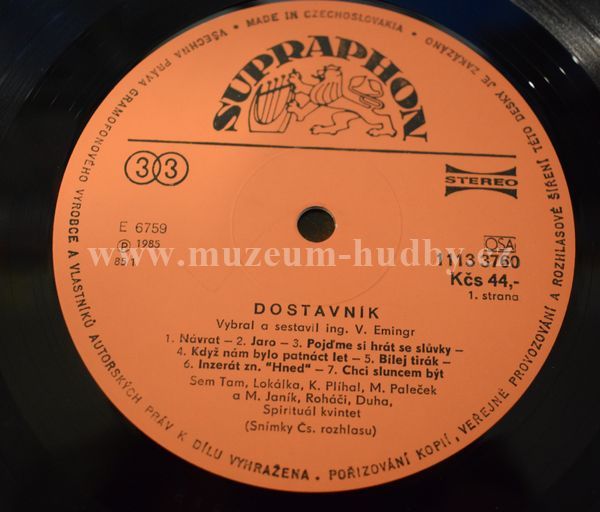 MADE IN CZECHOSLOVAKIA • VŠECHNA PRÁVA GRAMOFONOVÉHO VÝROBCE A VLASTNÍKŮ AUTORSKÝCH PRÁV K DÍLU VYHRAŽENA. POŘIZOVÁNÍ KOPIÍ, VEŘEJNÉ PROVOZOVÁNÍ A ROZHLASOVÉ ŠÍŘENÍ TÉTO DESKY JE ZAKÁZÁNO
SUPRAPHON
33
STEREO
E 6759
℗ 1985
85 1
OSA
www.muzeum-hudby.cz
1113 3760
Kčs 44,-
1. strana
DOSTAVNÍK
Vybral a sestavil ing. V. Emingr
1. Návrat – 2. Jaro – 3. Pojďme si hrát se slůvky –
4. Když nám bylo patnáct let – 5. Bílej tirák –
6. Inzerát zn. "Hned" – 7. Chci sluncem být
Sem Tam, Lokálka, K. Plíhal, M. Paleček
a M. Janík, Roháči, Duha,
Spirituál kvintet
(Snímky Čs. rozhlasu)